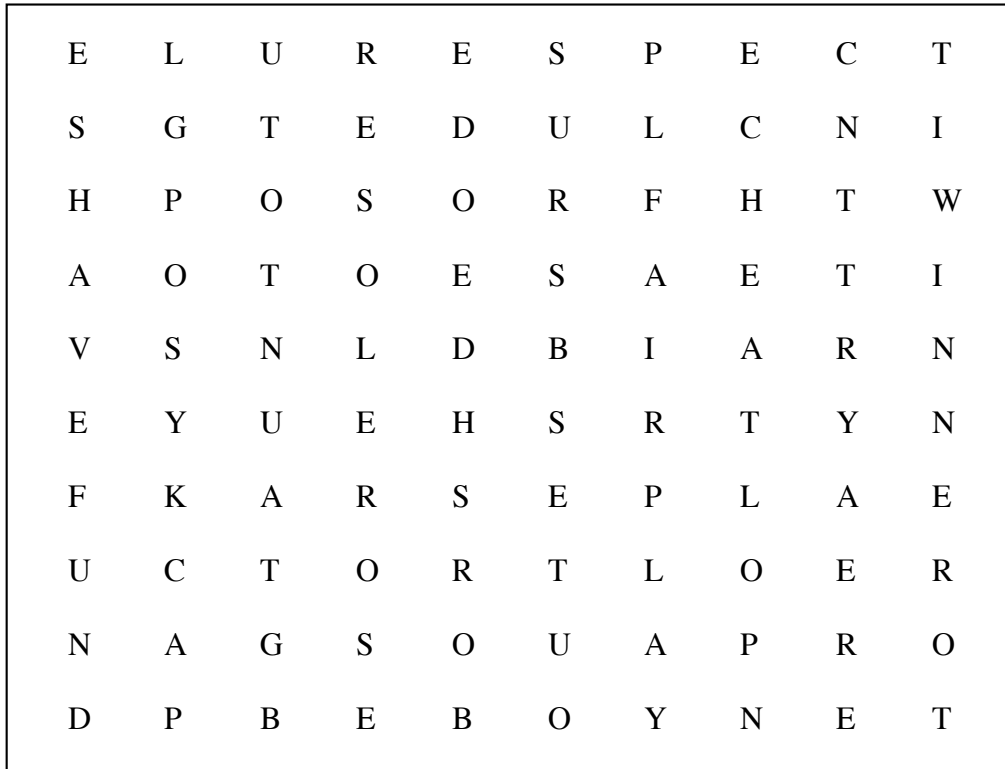 E L U R E S P E C T
S G T E D U L C N I
H P O S O R F H T W
A O T O E S A E T I
V S N L D B I A R N
E Y U E H S R T Y N
F K A R S E P L A E
U C T O R T L O E R
N A G S O U A P R O
D P B E B O Y N E T